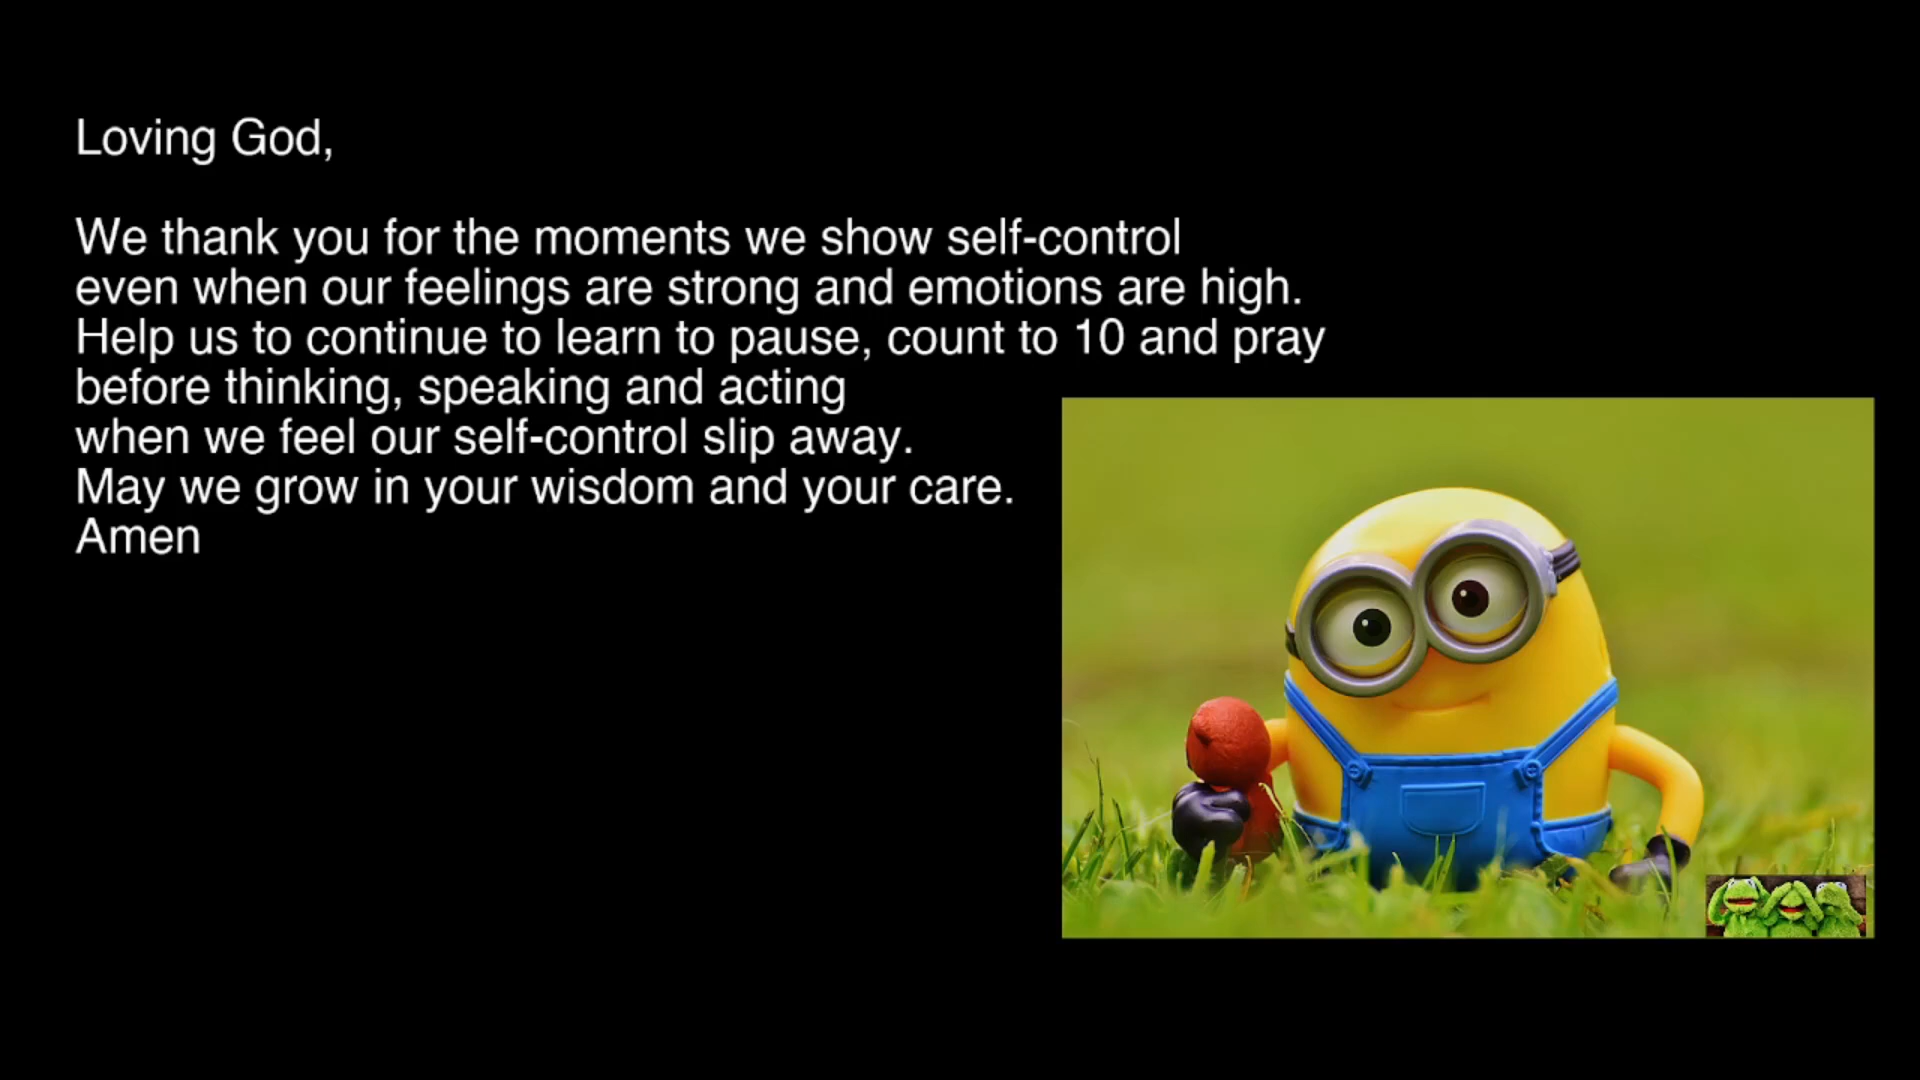 Loving God,
We thank you for the moments we show self-control
even when our feelings are strong and emotions are high.
Help us to continue to learn to pause, count to 10 and pray
before thinking, speaking and acting
when we feel our self-control slip away.
May we grow in your wisdom and your care.
Amen